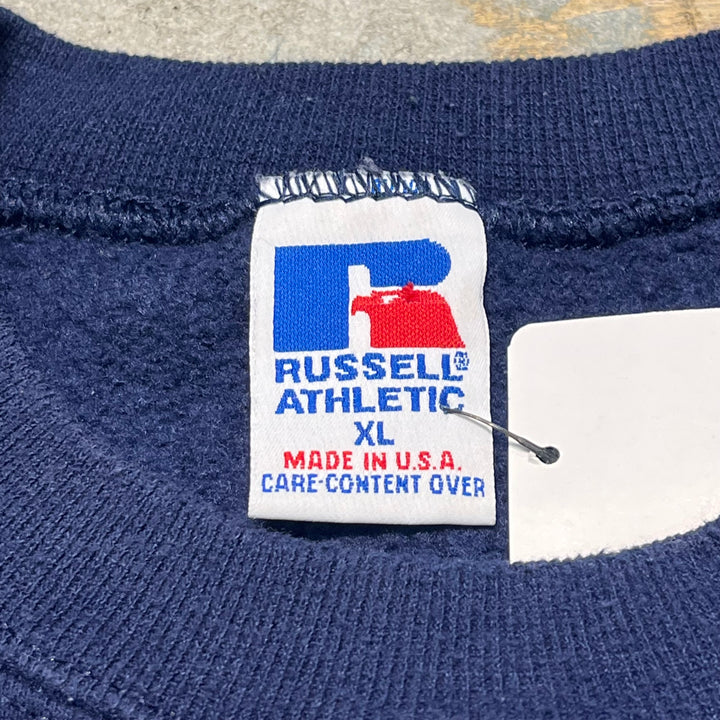 R
RUSSELL®
ATHLETIC
XL
MADE IN U.S.A.
CARE-CONTENT OVER